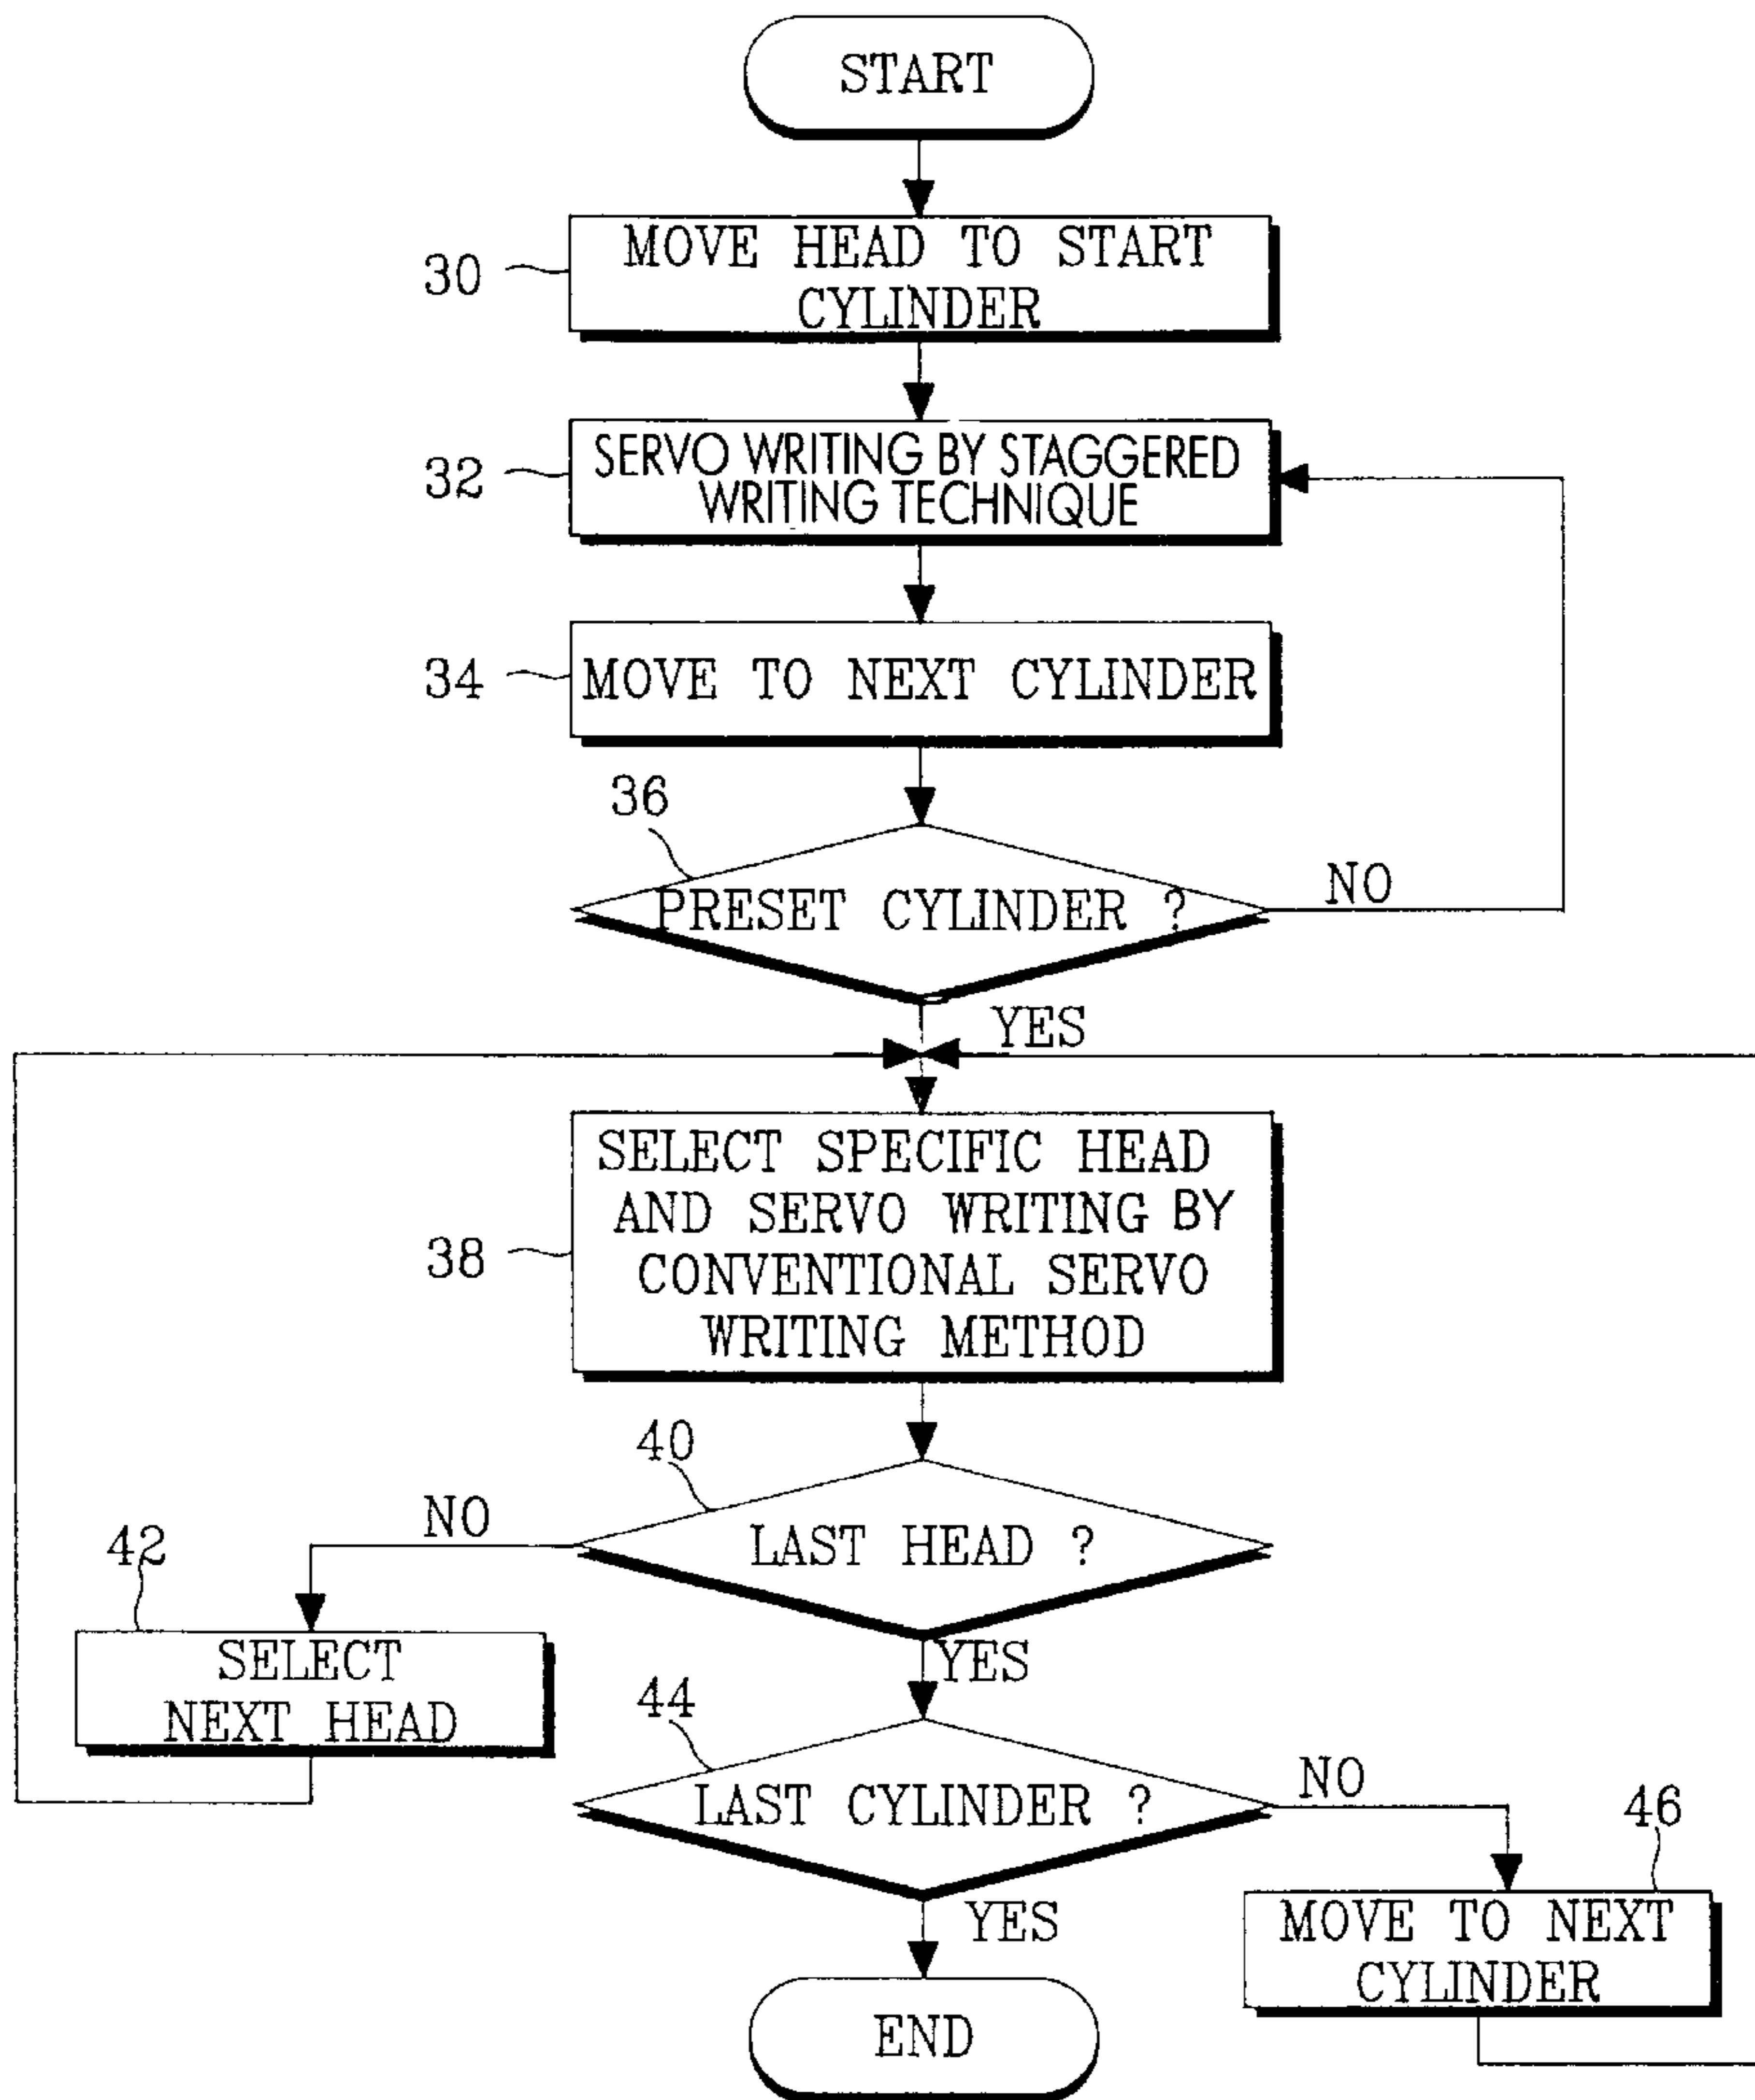 START
MOVE HEAD TO START
CYLINDER
30
SERVO WRITING BY STAGGERED
WRITING TECHNIQUE
32
MOVE TO NEXT CYLINDER
34
36
PRESET CYLINDER ?
NO
YES
SELECT SPECIFIC HEAD
AND SERVO WRITING BY
CONVENTIONAL SERVO
WRITING METHOD
38
40
LAST HEAD ?
NO
42
SELECT
NEXT HEAD
YES
44
LAST CYLINDER ?
NO
46
MOVE TO NEXT
CYLINDER
YES
END